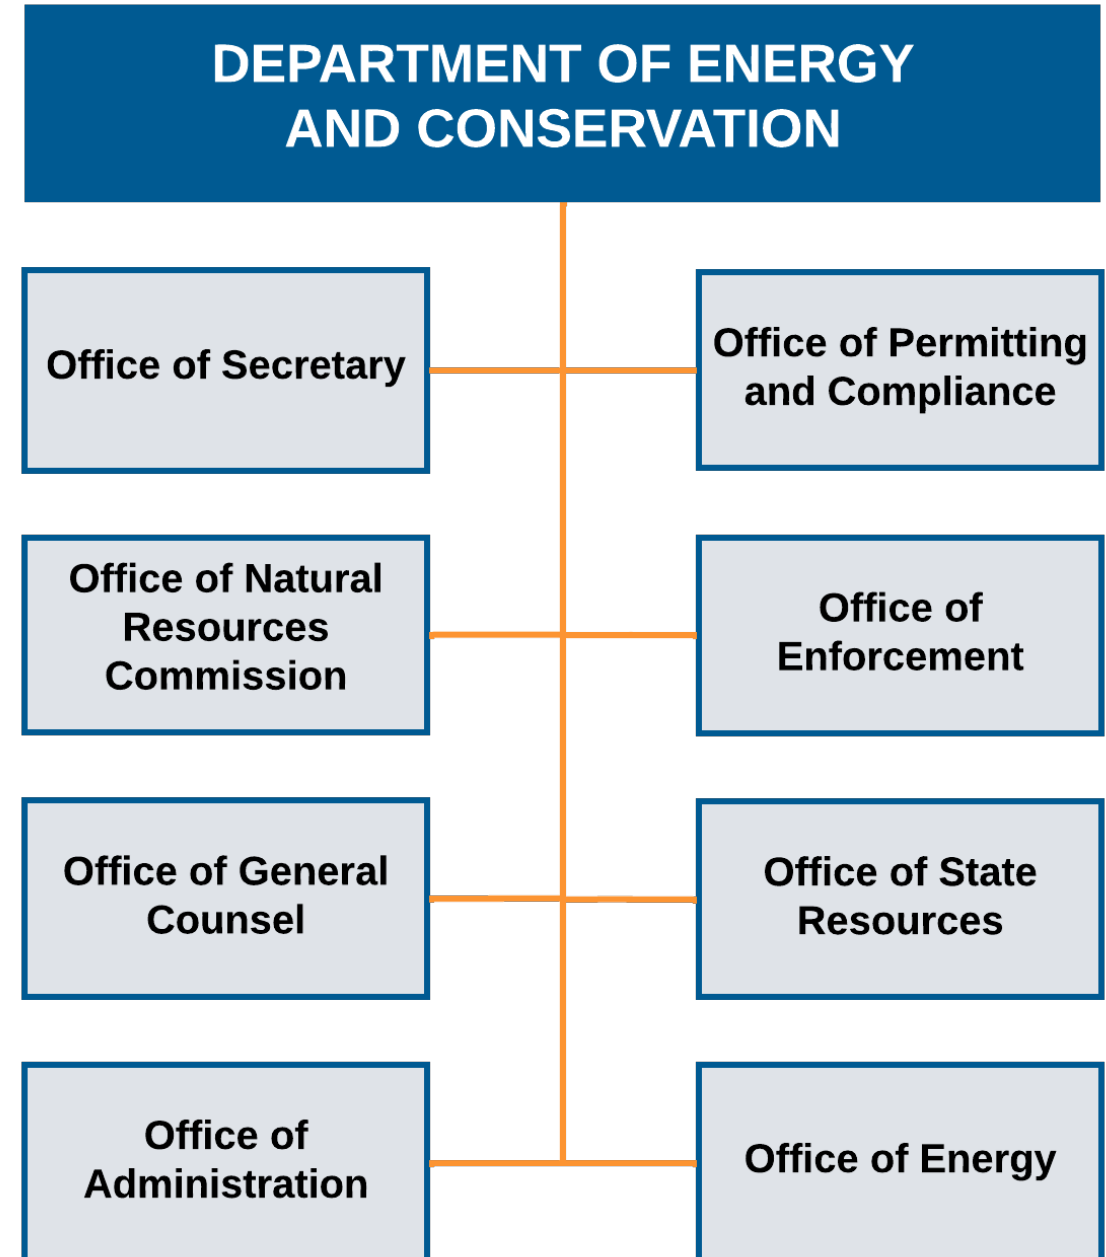 DEPARTMENT OF ENERGY
AND CONSERVATION
Office of Secretary
Office of Permitting
and Compliance
Office of Natural
Resources
Commission
Office of
Enforcement
Office of General
Counsel
Office of State
Resources
Office of
Administration
Office of Energy